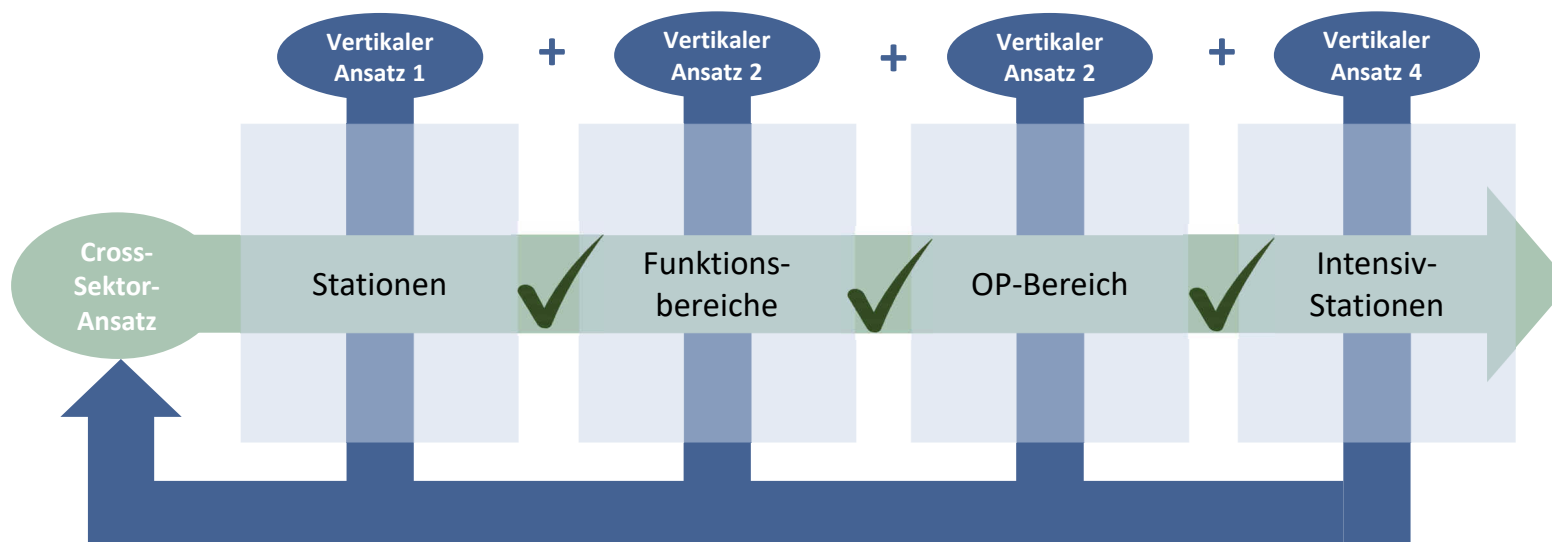 Vertikaler
Ansatz 1
+
Vertikaler
Ansatz 2
+
Vertikaler
Ansatz 2
+
Vertikaler
Ansatz 4
Cross-
Sektor-
Ansatz
Stationen
Funktions-
bereiche
OP-Bereich
Intensiv-
Stationen